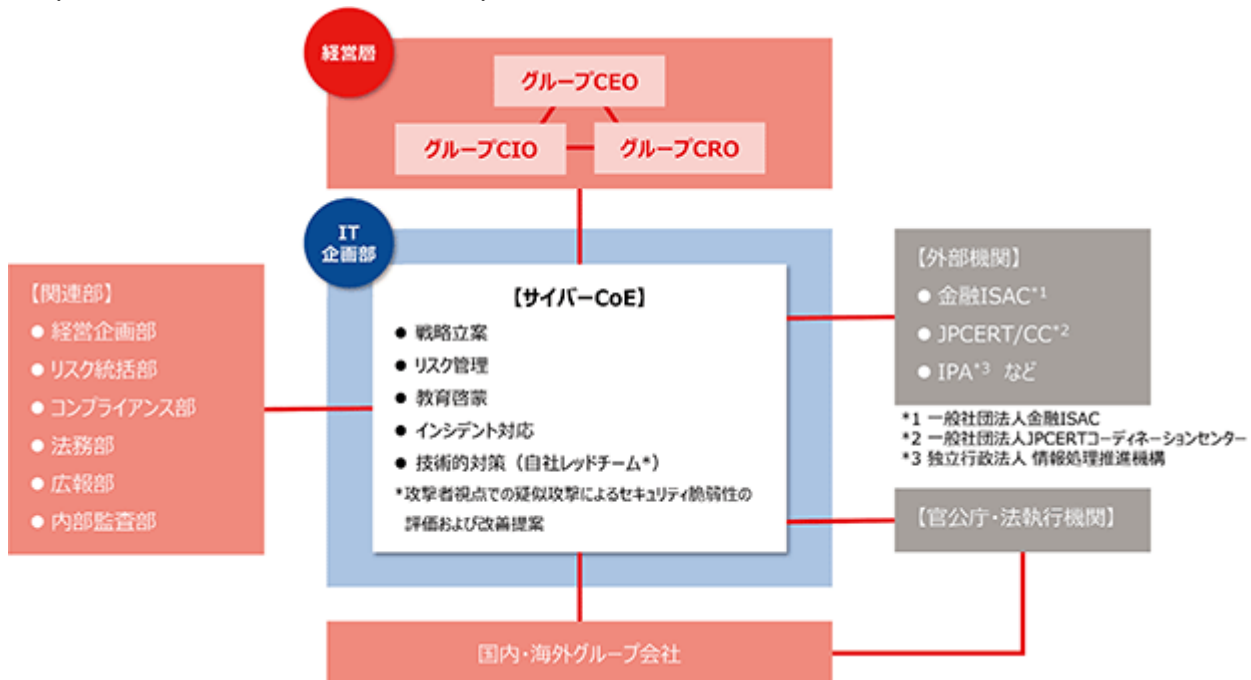 経営層
グループCEO
グループCIO
グループCRO
IT
企画部
【サイバーCoE】
● 戦略立案
● リスク管理
● 教育啓蒙
● インシデント対応
● 技術的対策（自社レッドチーム*）
*攻撃者視点での疑似攻撃によるセキュリティ脆弱性の
評価および改善提案
【関連部】
● 経営企画部
● リスク統括部
● コンプライアンス部
● 法務部
● 広報部
● 内部監査部
【外部機関】
● 金融ISAC*1
● JPCERT/CC*2
● IPA*3 など
*1 一般社団法人金融ISAC
*2 一般社団法人JPCERTコーディネーションセンター
*3 独立行政法人 情報処理推進機構
【官公庁・法執行機関】
国内・海外グループ会社